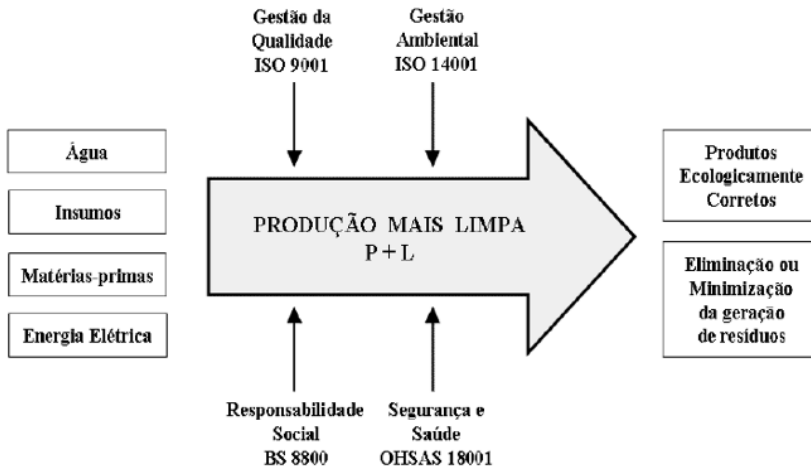 Gestão da
Qualidade
ISO 9001
Gestão
Ambiental
ISO 14001
Água
Insumos
Matérias-primas
Energia Elétrica
PRODUÇÃO MAIS LIMPA
P + L
Produtos
Ecologicamente
Corretos
Eliminação ou
Minimização
da geração
de resíduos
Responsabilidade
Social
BS 8800
Segurança e
Saúde
OHSAS 18001